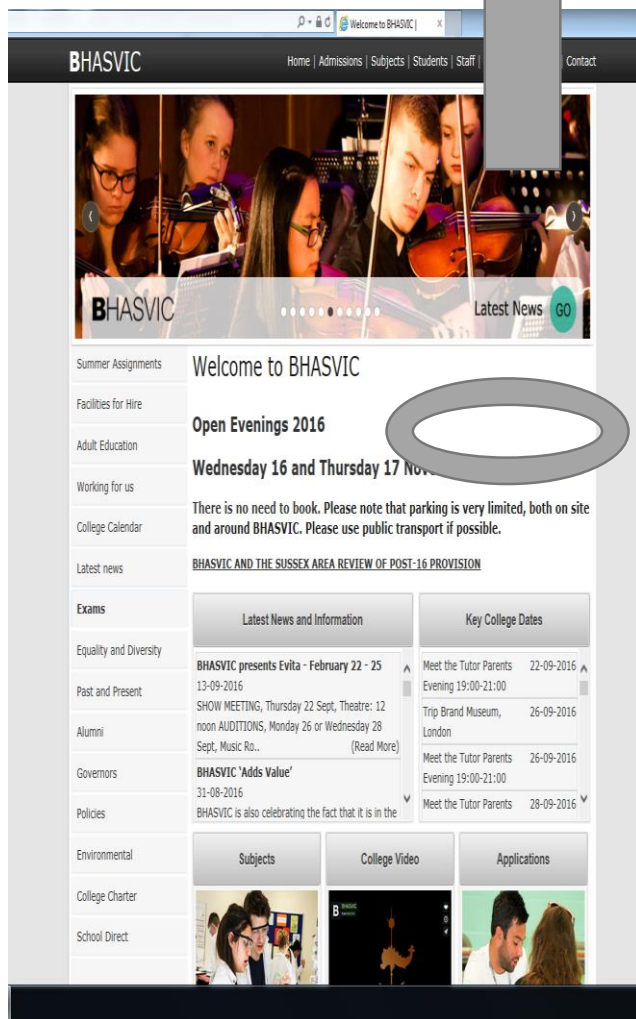 Welcome to BHASVIC |
x
BHASVIC
Home | Admissions | Subjects | Students | Staff |
| Contact
BHASVIC
Latest News GO
Summer Assignments
Facilities for Hire
Adult Education
Working for us
College Calendar
Latest news
Exams
Equality and Diversity
Past and Present
Alumni
Governors
Policies
Environmental
College Charter
School Direct
Welcome to BHASVIC
Open Evenings 2016
Wednesday 16 and Thursday 17
There is no need to book. Please note that parking is very limited, both on site
and around BHASVIC. Please use public transport if possible.
BHASVIC AND THE SUSSEX AREA REVIEW OF POST-16 PROVISION
Latest News and Information
BHASVIC presents Evita - February 22 - 25
13-09-2016
SHOW MEETING, Thursday 22 Sept, Theatre: 12
noon AUDITIONS, Monday 26 or Wednesday 28
Sept, Music Ro.. (Read More)
BHASVIC 'Adds Value'
31-08-2016
BHASVIC is also celebrating the fact that it is in the
Key College Dates
Meet the Tutor Parents 22-09-2016
Evening 19:00-21:00
Trip Brand Museum, 26-09-2016
London
Meet the Tutor Parents 26-09-2016
Evening 19:00-21:00
Meet the Tutor Parents 28-09-2016
Subjects
College Video
Applications
B BHASVIC